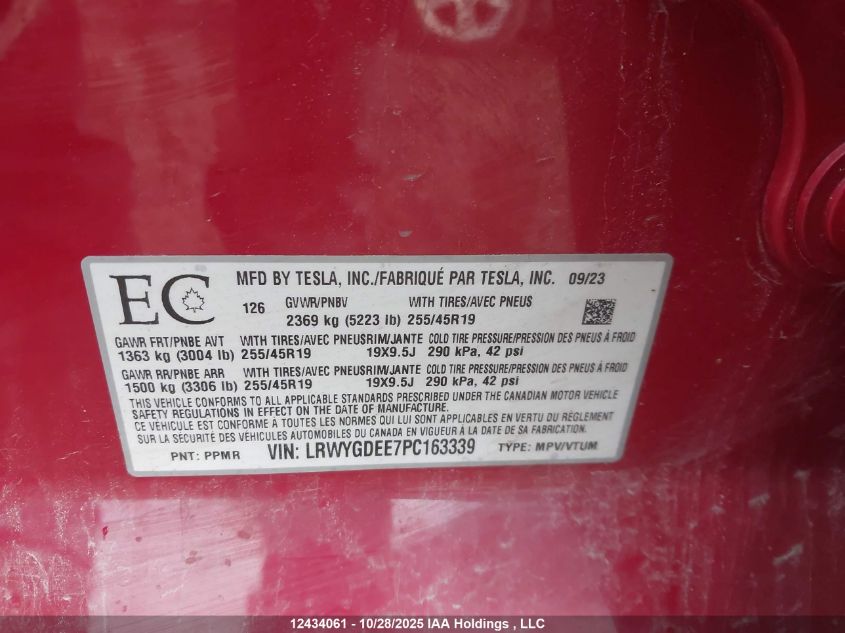 EC
MFD BY TESLA, INC./FABRIQUÉ PAR TESLA, INC. 09/23
126 GVWR/PNBV WITH TIRES/AVEC PNEUS
2369 kg (5223 lb) 255/45R19
GAWR FRT/PNBE AVT WITH TIRES/AVEC PNEUS RIM/JANTE COLD TIRE PRESSURE/PRESSION DES PNEUS À FROID
1363 kg (3004 lb) 255/45R19 19X9.5J 290 kPa, 42 psi
GAWR RR/PNBE ARR WITH TIRES/AVEC PNEUS RIM/JANTE COLD TIRE PRESSURE/PRESSION DES PNEUS À FROID
1500 kg (3306 lb) 255/45R19 19X9.5J 290 kPa, 42 psi
THIS VEHICLE CONFORMS TO ALL APPLICABLE STANDARDS PRESCRIBED UNDER THE CANADIAN MOTOR VEHICLE
SAFETY REGULATIONS IN EFFECT ON THE DATE OF MANUFACTURE.
CE VÉHICULE EST CONFORME À TOUTES LES NORMES QUI LUI SONT APPLICABLES EN VERTU DU RÈGLEMENT
SUR LA SÉCURITÉ DES VÉHICULES AUTOMOBILES DU CANADA EN VIGUEUR À LA DATE DE SA FABRICATION.
PNT: PPMR VIN: LRWYGDEE7PC163339 TYPE: MPV/VTUM
12434061 - 10/28/2025 IAA Holdings , LLC